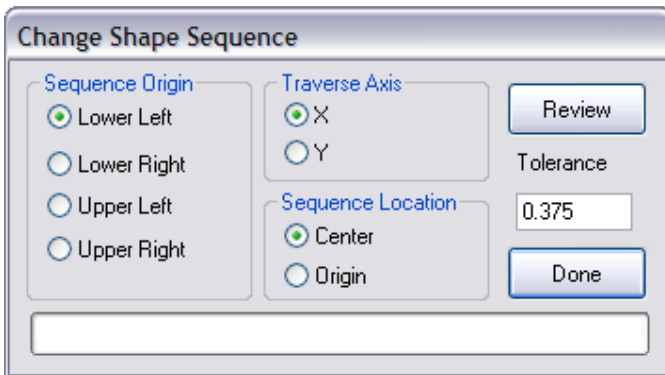 Change Shape Sequence
Sequence Origin
Lower Left
Lower Right
Upper Left
Upper Right
Traverse Axis
X
Y
Sequence Location
Center
Origin
Review
Tolerance
0.375
Done